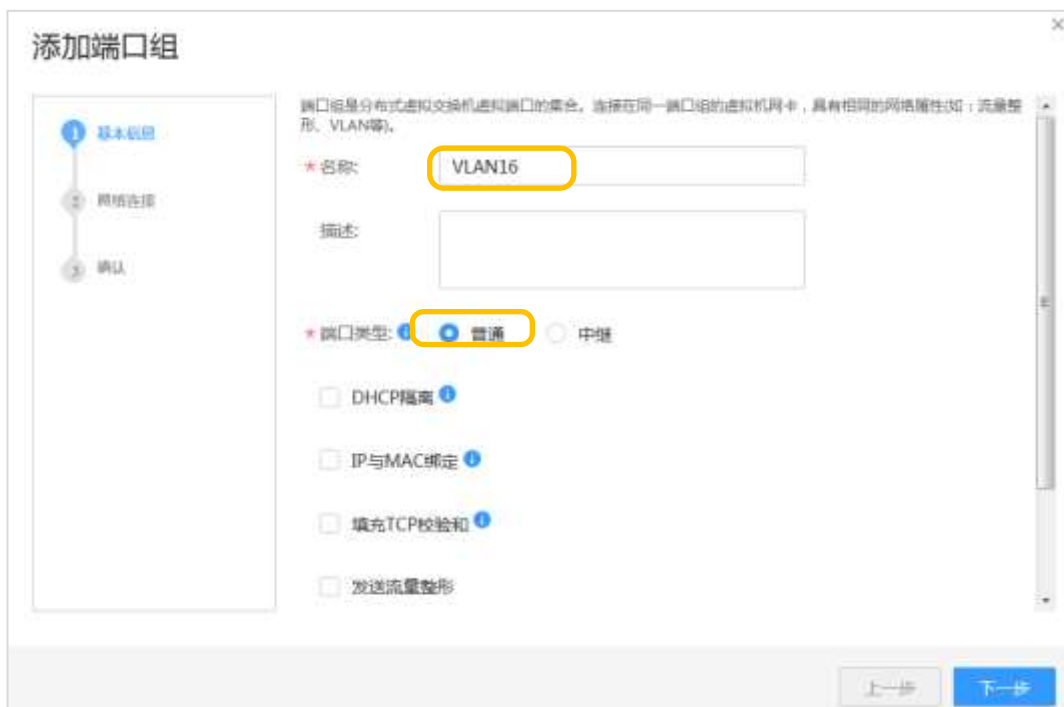 添加端口组
1 基本信息
2 网络连接
3 确认
端口组是分布式虚拟交换机虚拟端口的集合。连接在同一端口组的虚拟机网卡，具有相同的网络属性(如：流量整
形、VLAN等)。
* 名称: VLAN16
描述:
* 端口类型: 普通 中继
DHCP隔离
IP与MAC绑定
填充TCP校验和
发送流量整形
上一步 下一步